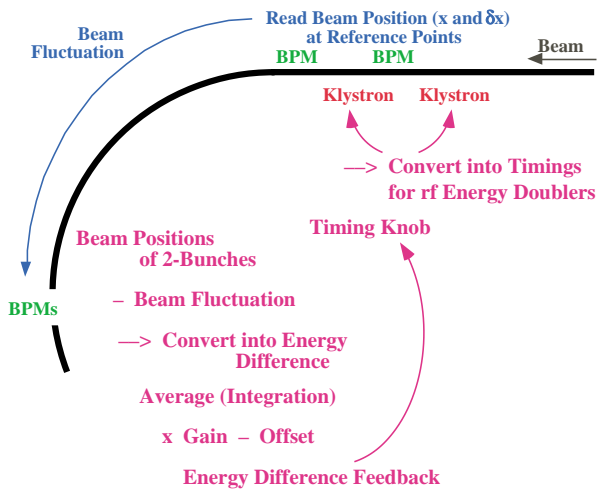 Beam
Fluctuation
Read Beam Position (x and δx)
at Reference Points
BPM BPM
Beam
Klystron Klystron
—> Convert into Timings
for rf Energy Doublers
Timing Knob
Beam Positions
of 2-Bunches
BPMs
– Beam Fluctuation
—> Convert into Energy
Difference
Average (Integration)
x Gain – Offset
Energy Difference Feedback